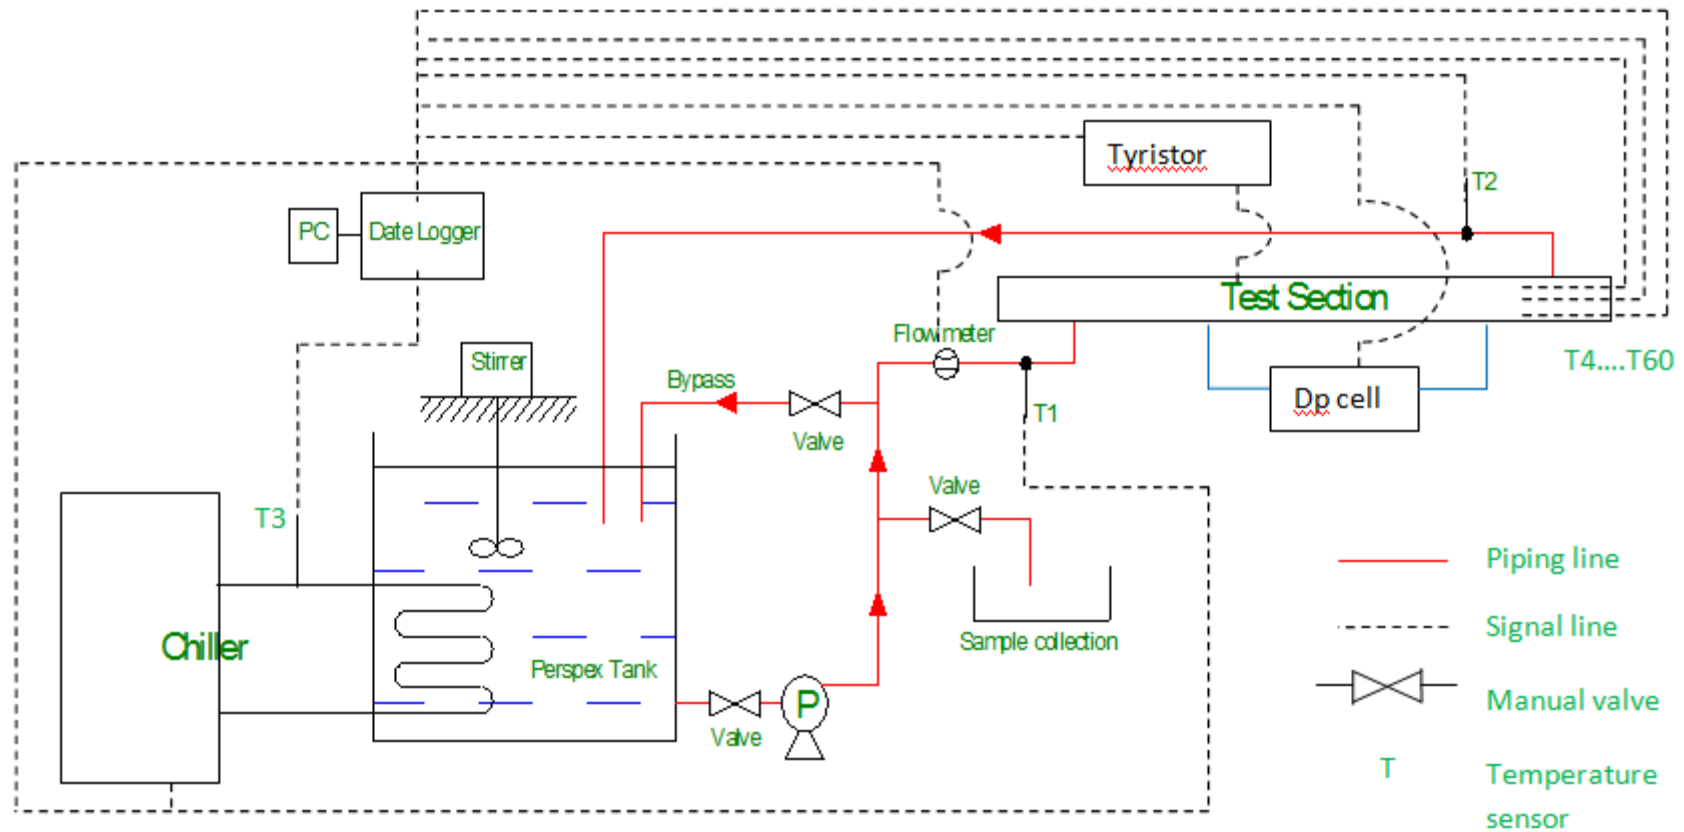 Tyristor
T2
PC
Date Logger
Test Section
Flowmeter
Stirrer
Bypass
T4....T60
Dp cell
T1
Valve
Valve
T3
Piping line
Signal line
Chiller
Sample collection
Perspex Tank
P
Valve
Manual valve
T
Temperature
sensor